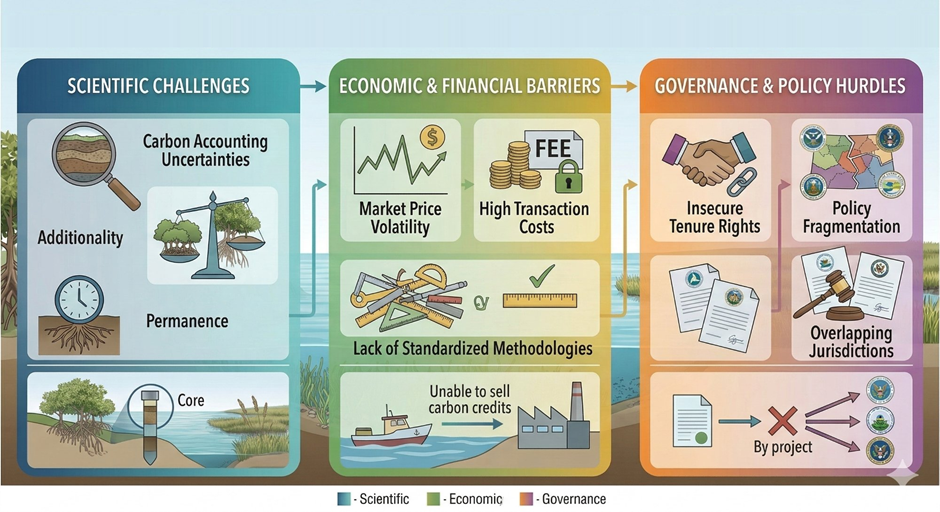 SCIENTIFIC CHALLENGES
Carbon Accounting
Uncertainties
Additionality
Permanence
Core
ECONOMIC & FINANCIAL BARRIERS
$
FEE
Market Price
Volatility
High Transaction
Costs
Lack of Standardized Methodologies
Unable to sell
carbon credits
GOVERNANCE & POLICY HURDLES
Insecure
Tenure Rights
Policy
Fragmentation
Overlapping
Jurisdictions
By project
- Scientific
- Economic
- Governance